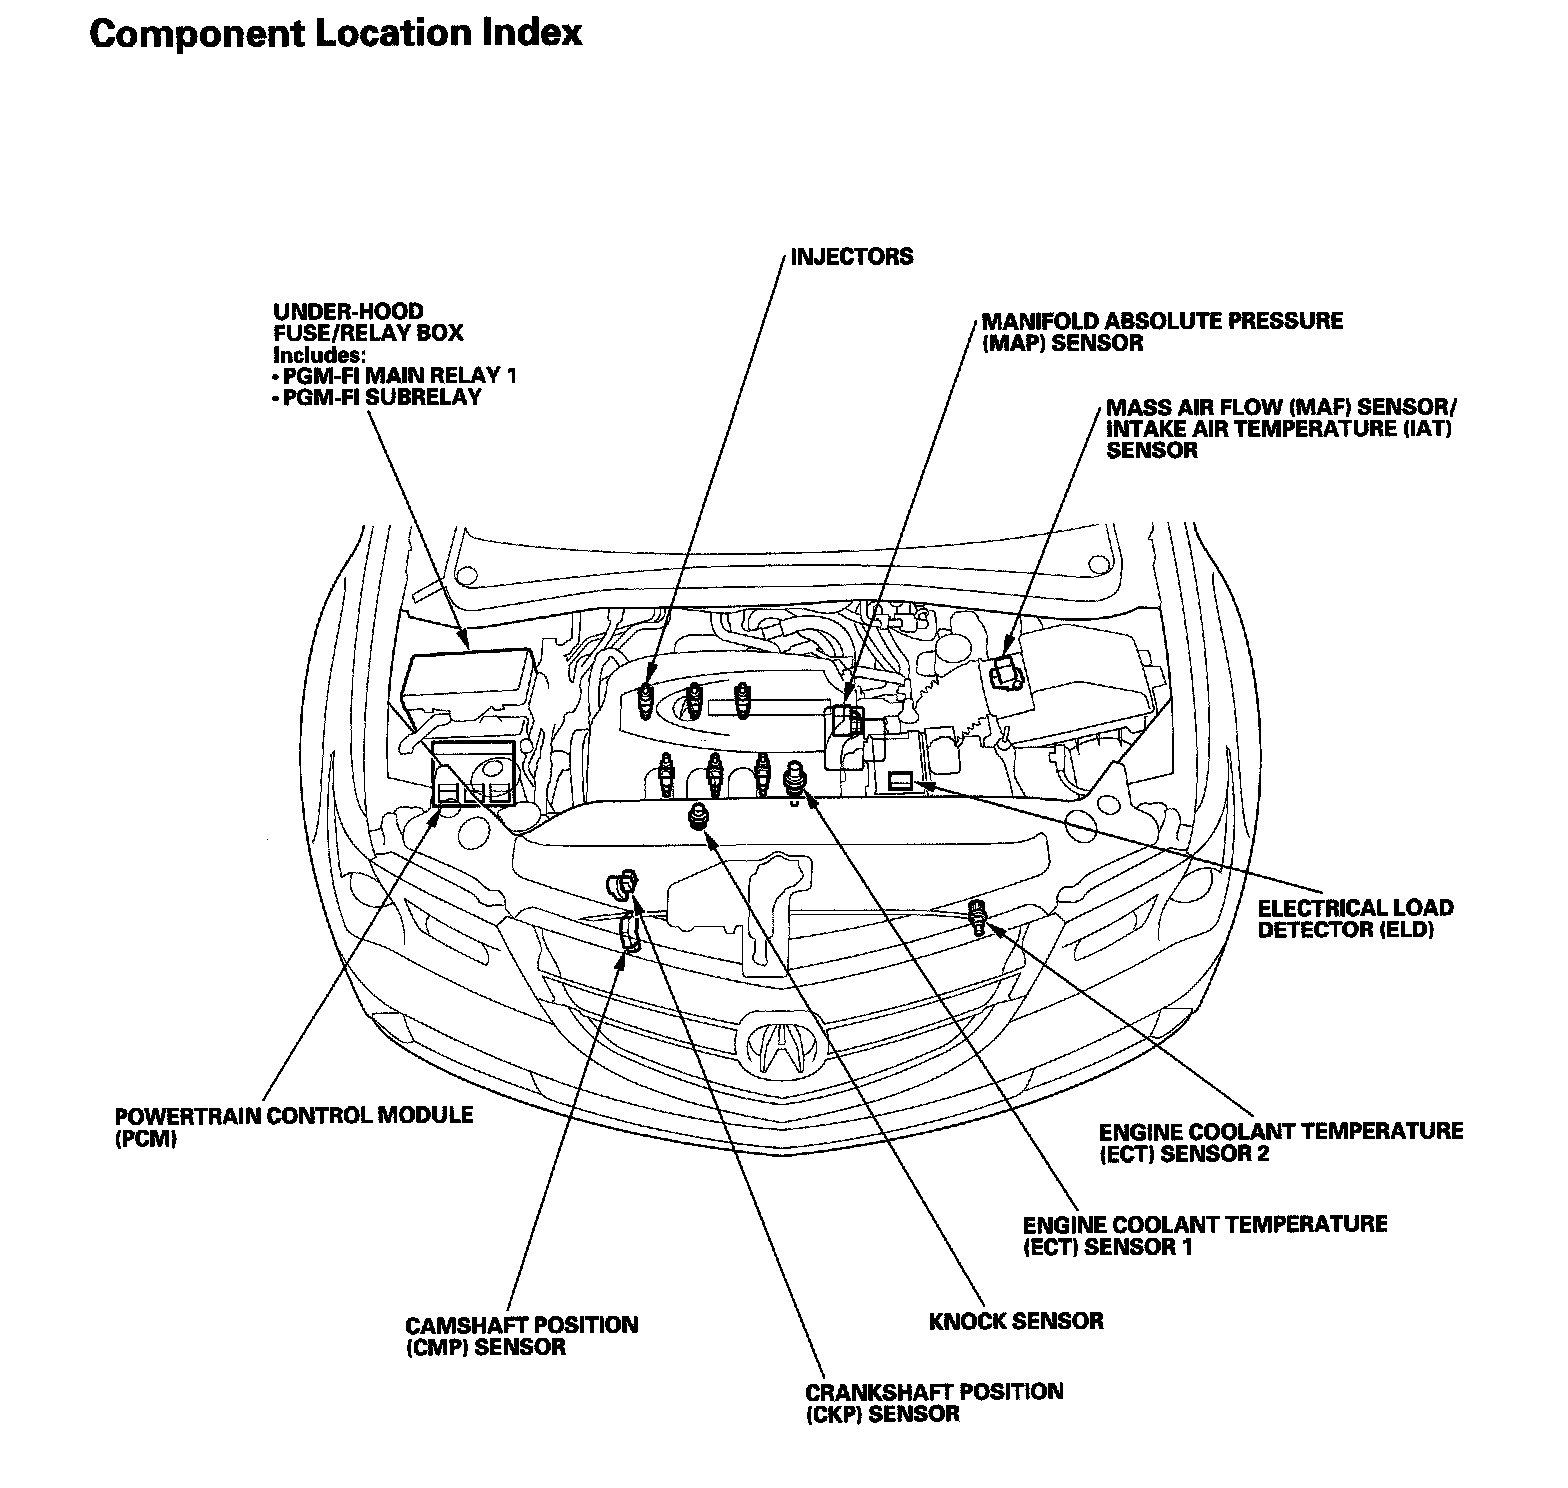 Component Location Index
INJECTORS
UNDER-HOOD
FUSE/RELAY BOX
Includes:
• PGM-FI MAIN RELAY 1
• PGM-FI SUBRELAY
MANIFOLD ABSOLUTE PRESSURE
(MAP) SENSOR
MASS AIR FLOW (MAF) SENSOR/
INTAKE AIR TEMPERATURE (IAT)
SENSOR
ELECTRICAL LOAD
DETECTOR (ELD)
POWERTRAIN CONTROL MODULE
(PCM)
ENGINE COOLANT TEMPERATURE
(ECT) SENSOR 2
ENGINE COOLANT TEMPERATURE
(ECT) SENSOR 1
KNOCK SENSOR
CAMSHAFT POSITION
(CMP) SENSOR
CRANKSHAFT POSITION
(CKP) SENSOR